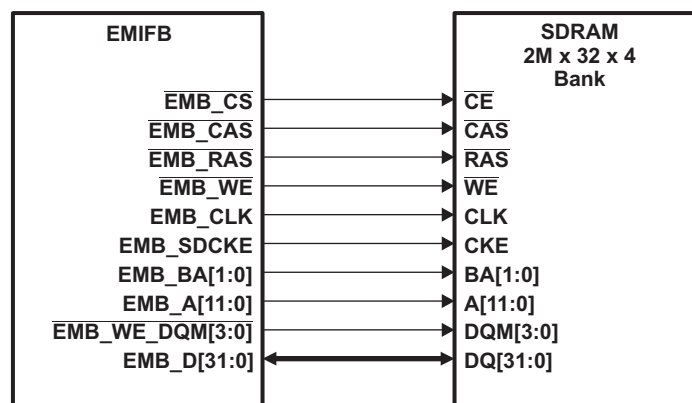 EMIFB
EMB_CS
EMB_CAS
EMB_RAS
EMB_WE
EMB_CLK
EMB_SDCKE
EMB_BA[1:0]
EMB_A[11:0]
EMB_WE_DQM[3:0]
EMB_D[31:0]
SDRAM
2M x 32 x 4
Bank
CE
CAS
RAS
WE
CLK
CKE
BA[1:0]
A[11:0]
DQM[3:0]
DQ[31:0]